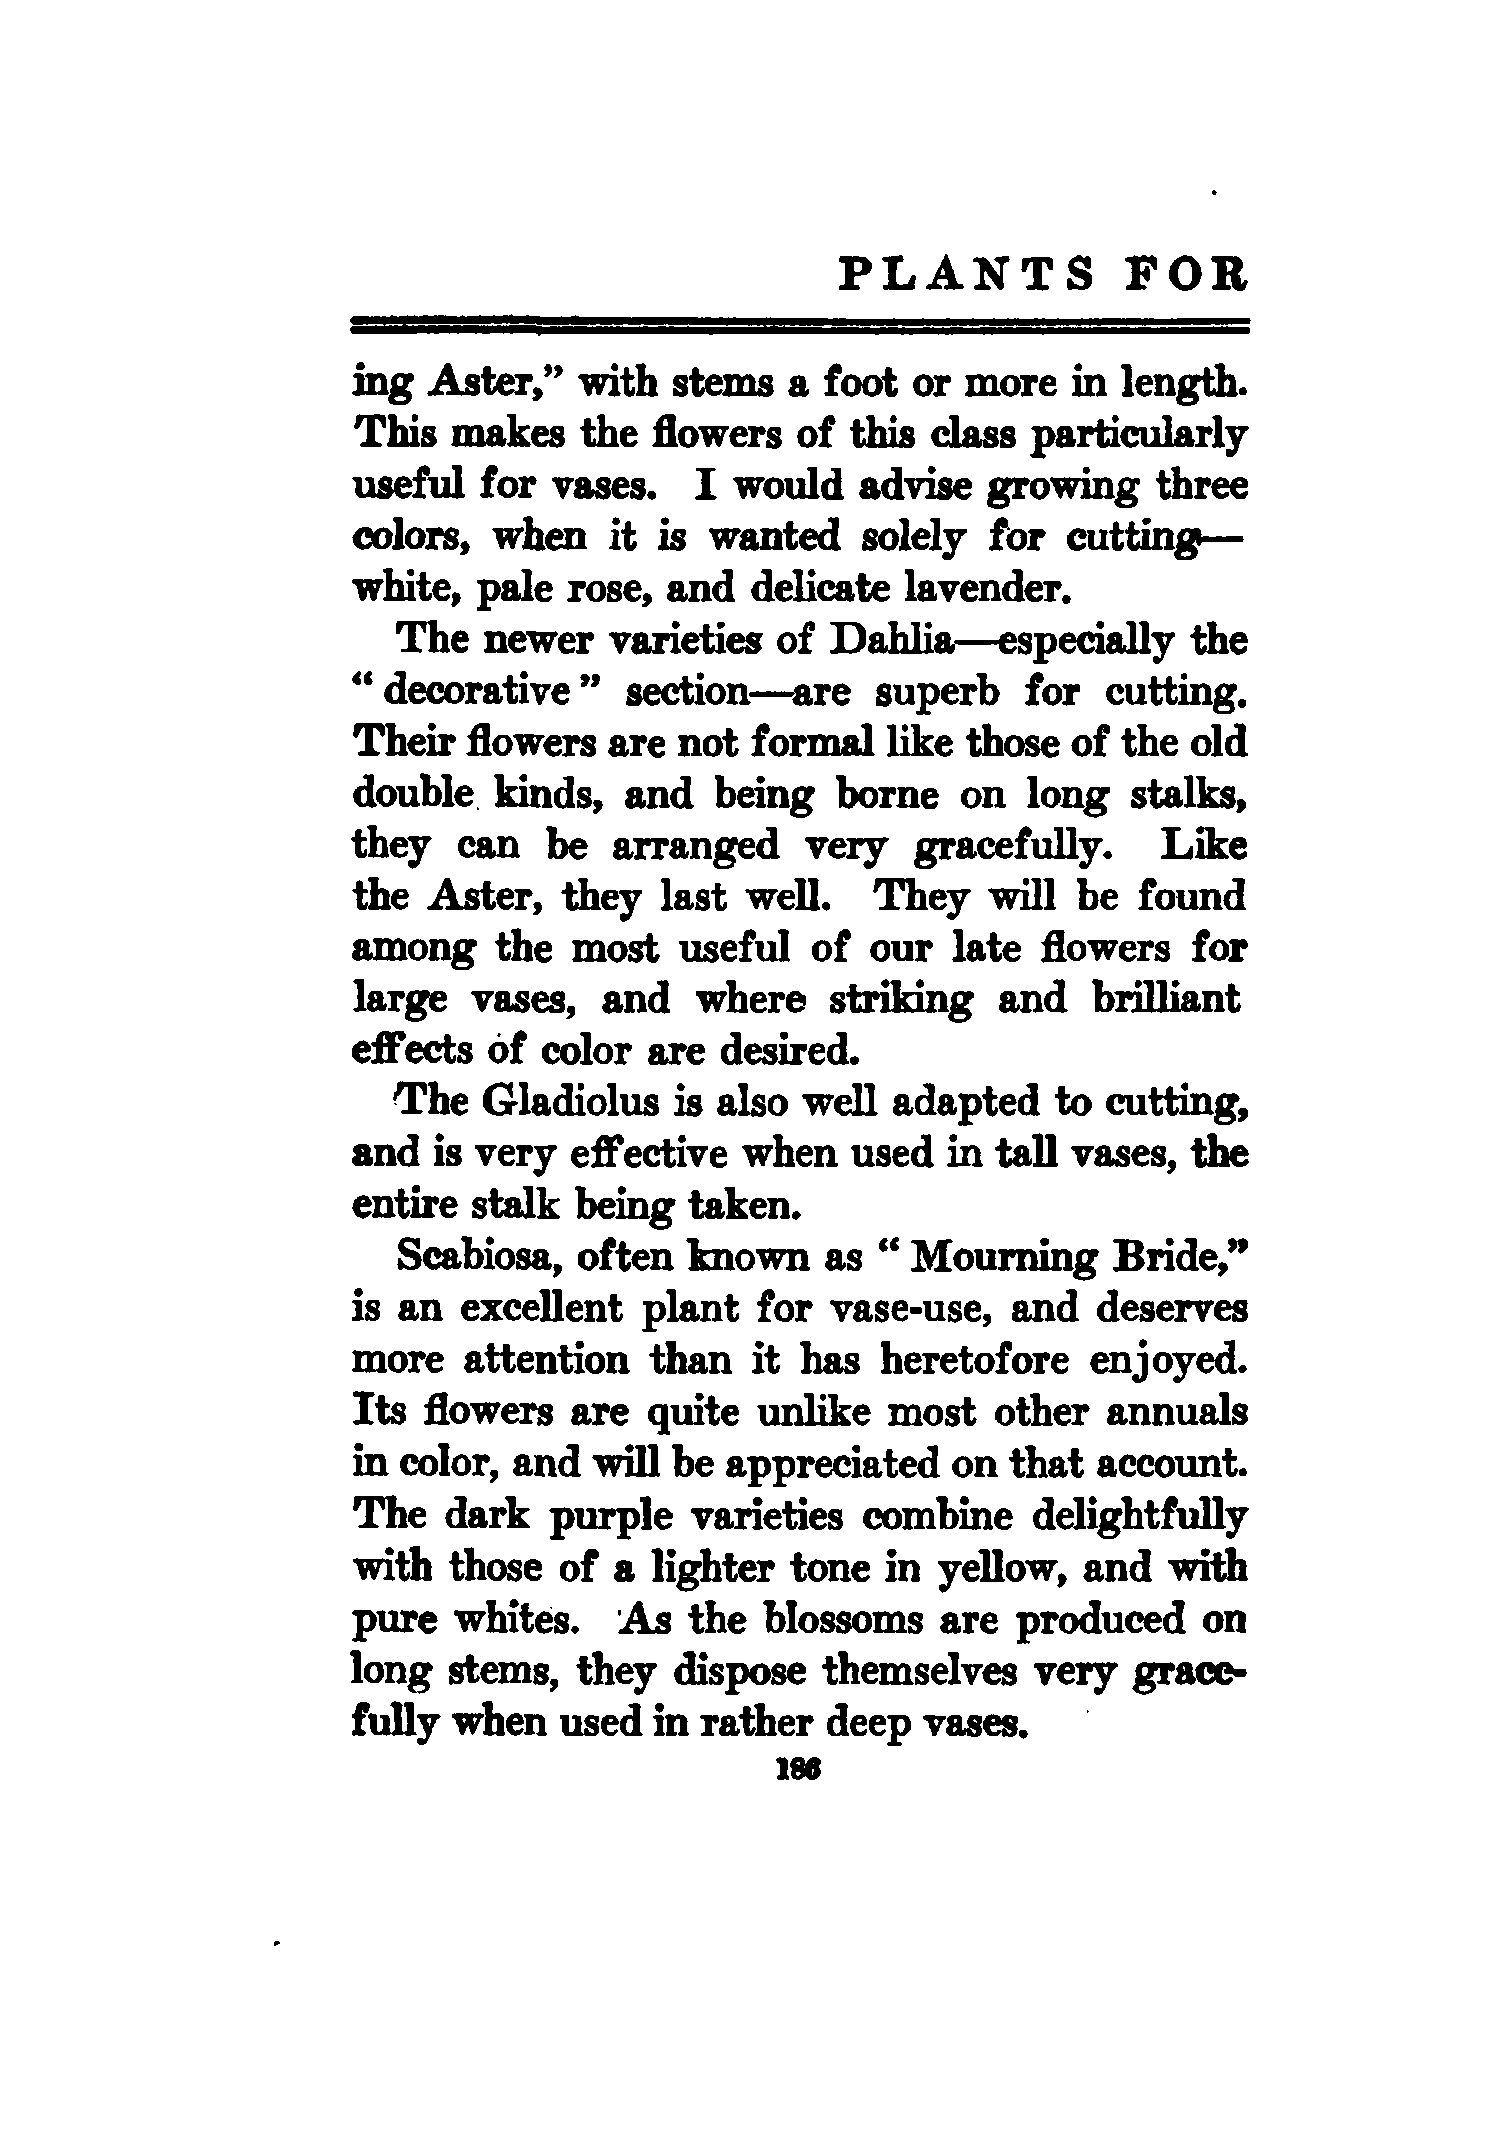 PLANTS FOR
ing Aster,” with stems a foot or more in length.
This makes the flowers of this class particularly
useful for vases. I would advise growing three
colors, when it is wanted solely for cutting—
white, pale rose, and delicate lavender.
The newer varieties of Dahlia—especially the
“ decorative ” section—are superb for cutting.
Their flowers are not formal like those of the old
double kinds, and being borne on long stalks,
they can be arranged very gracefully. Like
the Aster, they last well. They will be found
among the most useful of our late flowers for
large vases, and where striking and brilliant
effects of color are desired.
The Gladiolus is also well adapted to cutting,
and is very effective when used in tall vases, the
entire stalk being taken.
Scabiosa, often known as “ Mourning Bride,”
is an excellent plant for vase-use, and deserves
more attention than it has heretofore enjoyed.
Its flowers are quite unlike most other annuals
in color, and will be appreciated on that account.
The dark purple varieties combine delightfully
with those of a lighter tone in yellow, and with
pure whites. As the blossoms are produced on
long stems, they dispose themselves very grace-
fully when used in rather deep vases.
186